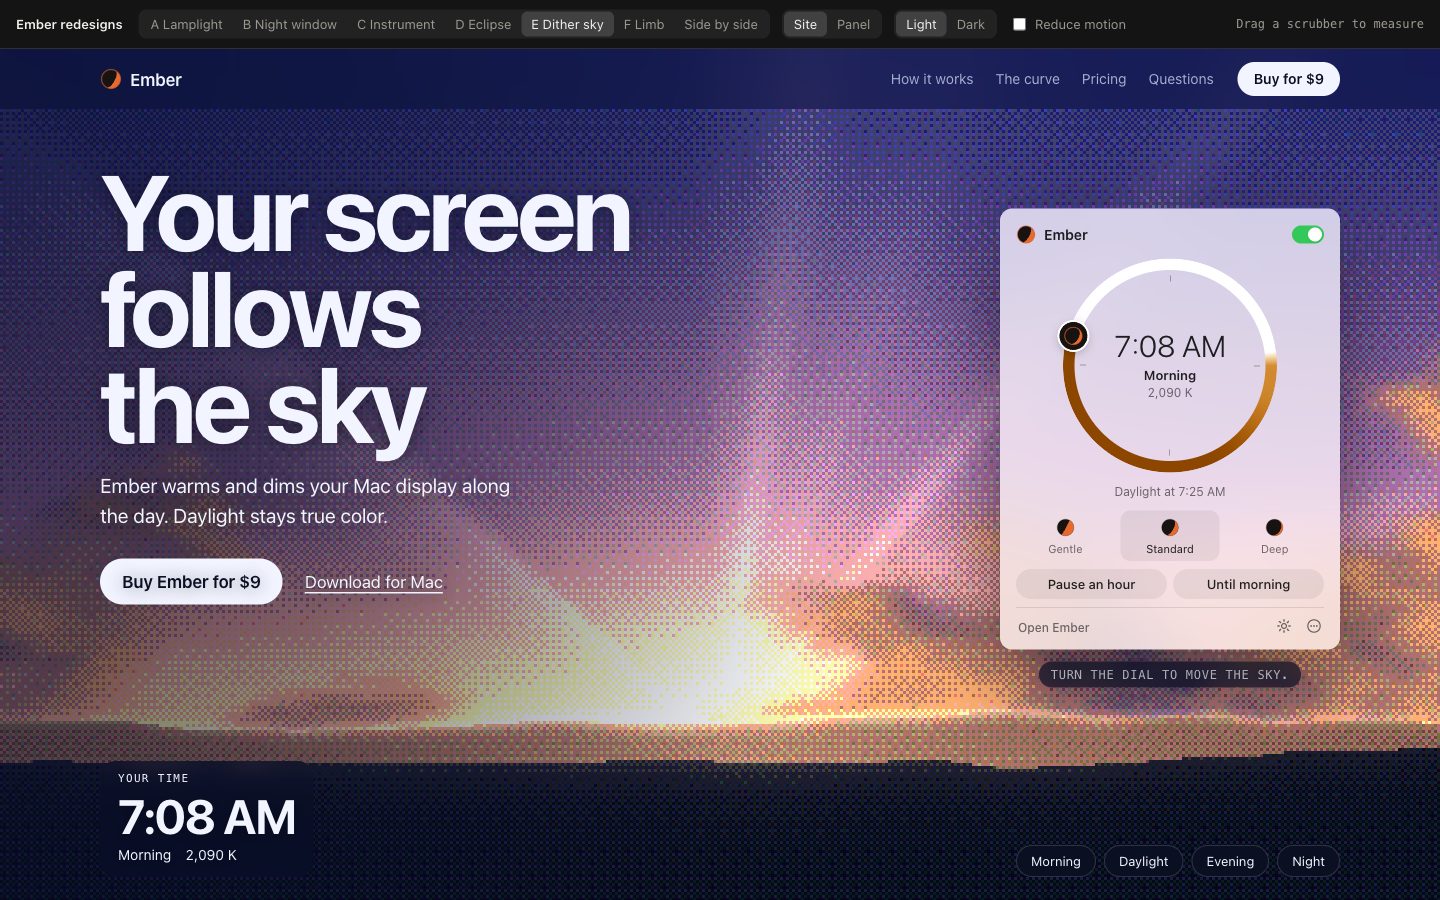 Ember redesigns
A Lamplight
B Night window
C Instrument
D Eclipse
E Dither sky
F Limb
Side by side
Site
Panel
Light
Dark
Reduce motion
Drag a scrubber to measure
Ember
How it works
The curve
Pricing
Questions
Buy for $9
Your screen
follows
the sky
Ember warms and dims your Mac display along
the day. Daylight stays true color.
Buy Ember for $9
Download for Mac
Ember
7:08 AM
Morning
2,090 K
Daylight at 7:25 AM
Gentle
Standard
Deep
Pause an hour
Until morning
Open Ember
TURN THE DIAL TO MOVE THE SKY.
YOUR TIME
7:08 AM
Morning 2,090 K
Morning
Daylight
Evening
Night